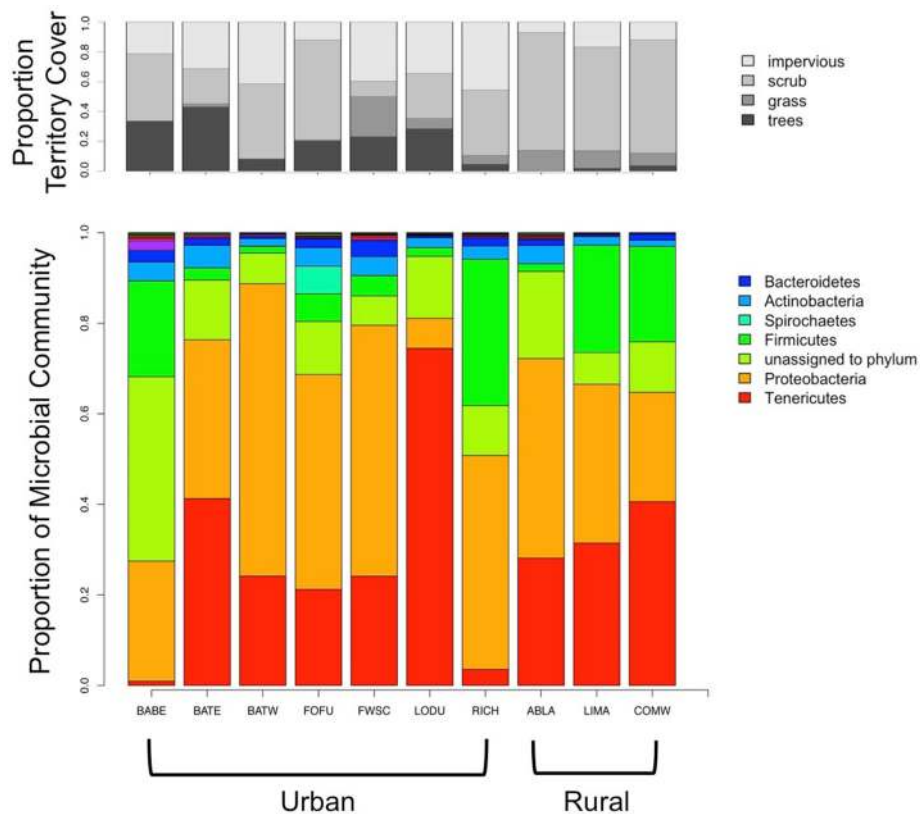 Proportion
Territory Cover
1.0
0.8
0.6
0.4
0.2
0.0
impervious
scrub
grass
trees
Proportion of Microbial Community
1.0
0.8
0.6
0.4
0.2
0.0
Bacteroidetes
Actinobacteria
Spirochaetes
Firmicutes
unassigned to phylum
Proteobacteria
Tenericutes
BABE BATE BATW FOFU FWSC LODU RICH ABLA LIMA COMW
Urban Rural